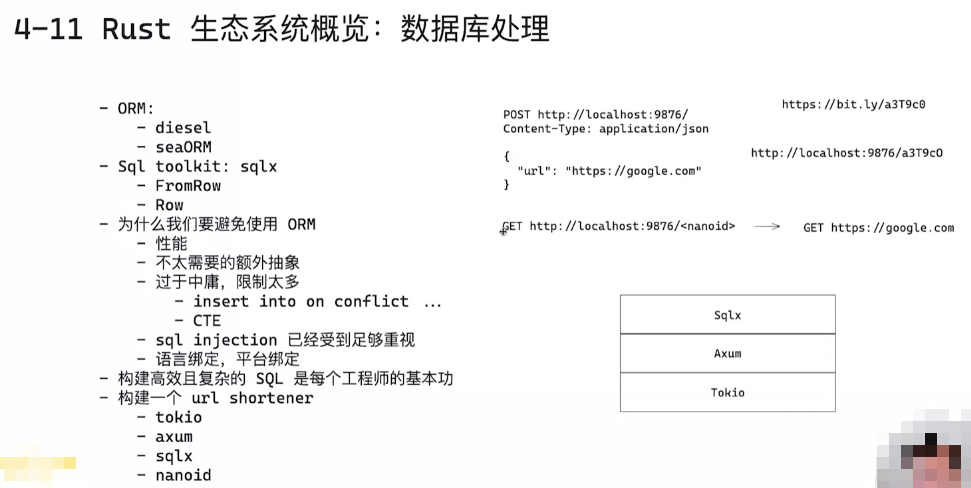 4-11 Rust 生态系统概览：数据库处理
- ORM:
- diesel
- seaORM
- Sql toolkit: sqlx
- FromRow
- Row
- 为什么我们要避免使用 ORM
- 性能
- 不太需要的额外抽象
- 过于中庸，限制太多
- insert into on conflict ...
- CTE
- sql injection 已经受到足够重视
- 语言绑定，平台绑定
- 构建高效且复杂的 SQL 是每个工程师的基本功
- 构建一个 url shortener
- tokio
- axum
- sqlx
- nanoid
POST http://localhost:9876/
Content-Type: application/json
{
"url": "https://google.com"
}
https://bit.ly/a3T9c0
http://localhost:9876/a3T9cO
GET http://localhost:9876/<nanoid>
GET https://google.com
Sqlx
Axum
Tokio